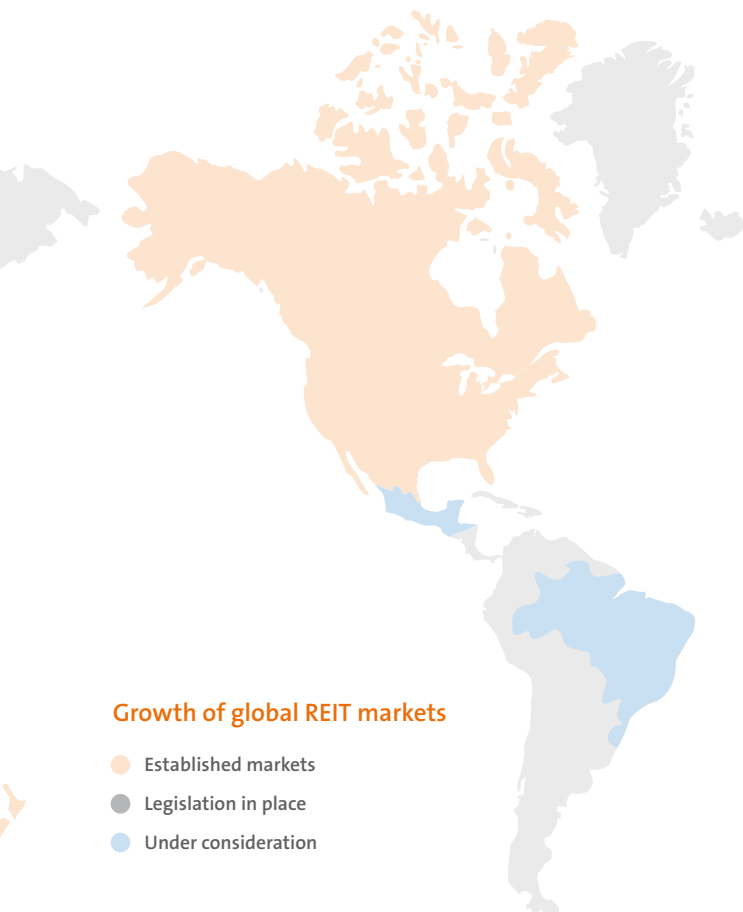 Growth of global REIT markets
Established markets
Legislation in place
Under consideration